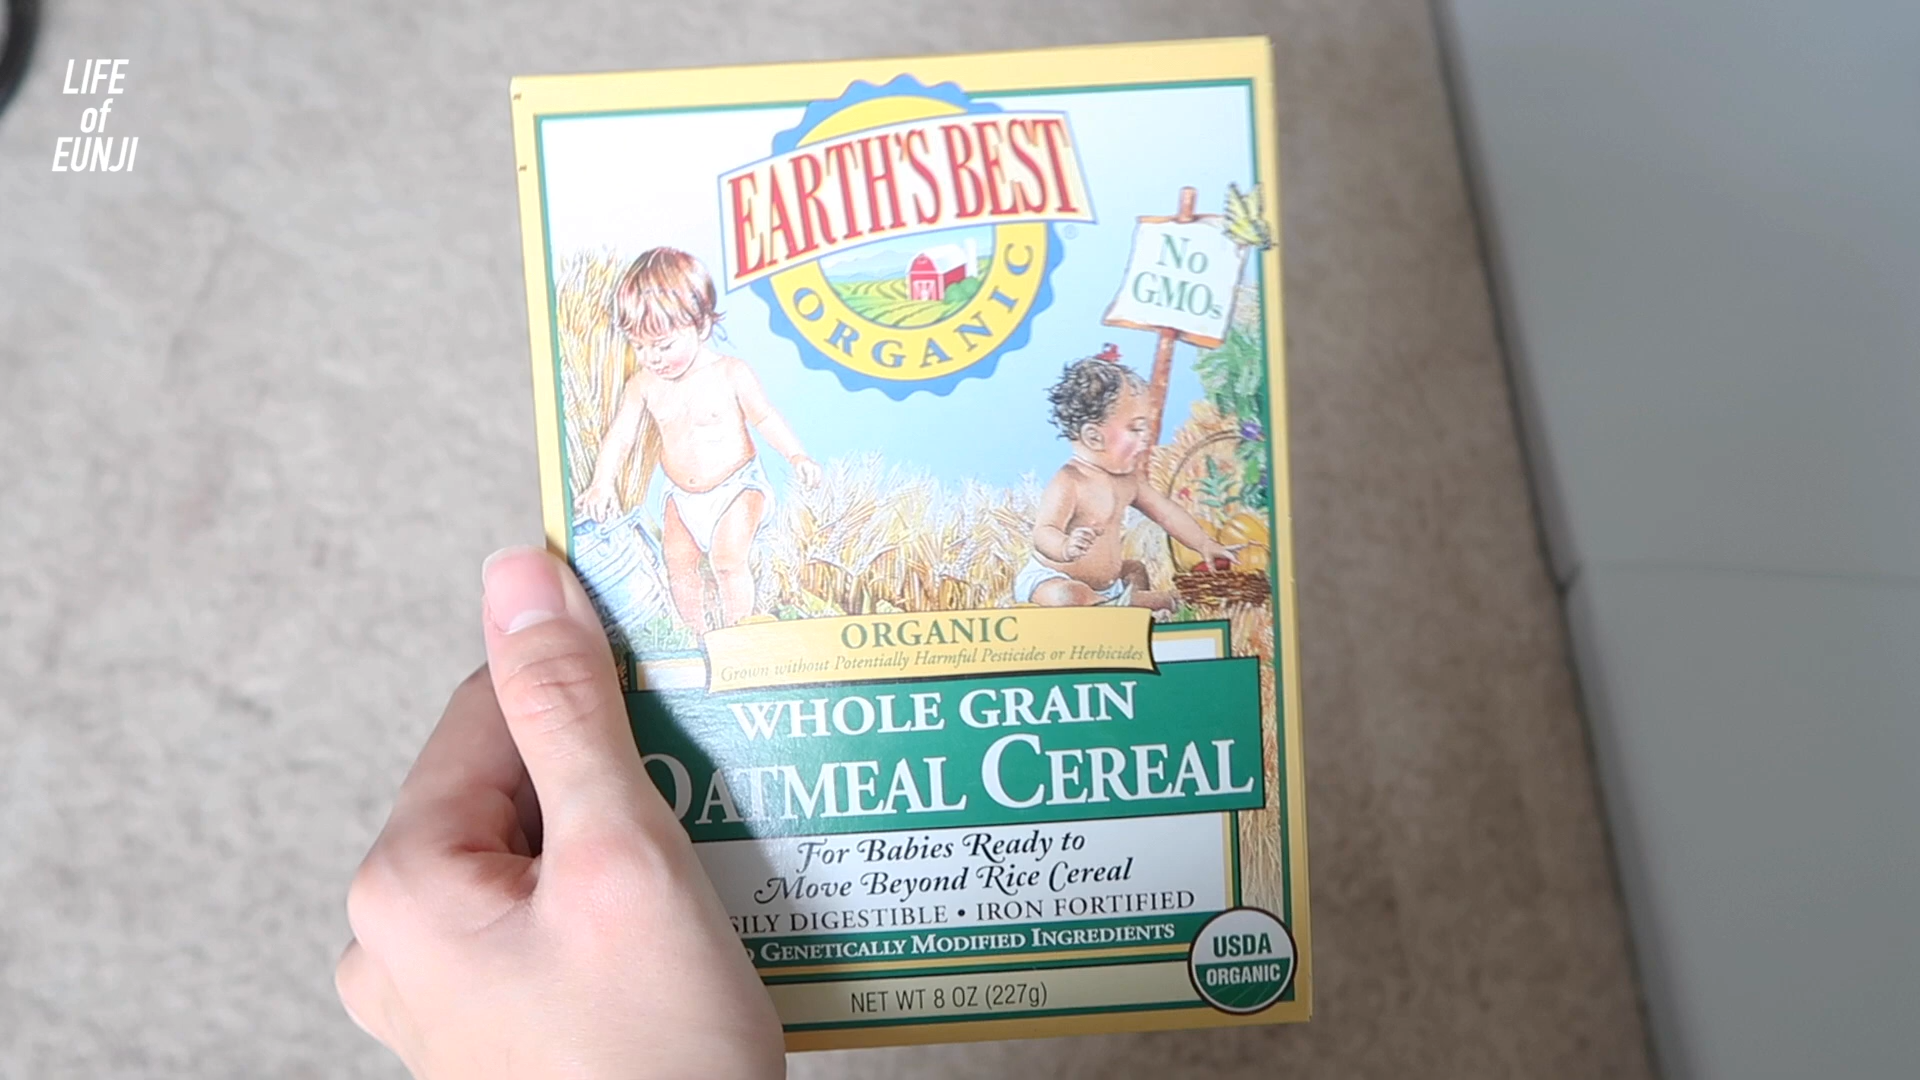 LIFE
of
EUNJI
EARTH'S BEST
ORGANIC
No
GMOs
ORGANIC
Grown without Potentially Harmful Pesticides or Herbicides
WHOLE GRAIN
OATMEAL CEREAL
For Babies Ready to
Move Beyond Rice Cereal
DIGESTIBLE • IRON FORTIFIED
GENETICALLY MODIFIED INGREDIENTS
USDA
ORGANIC
NET WT 8 OZ (227g)